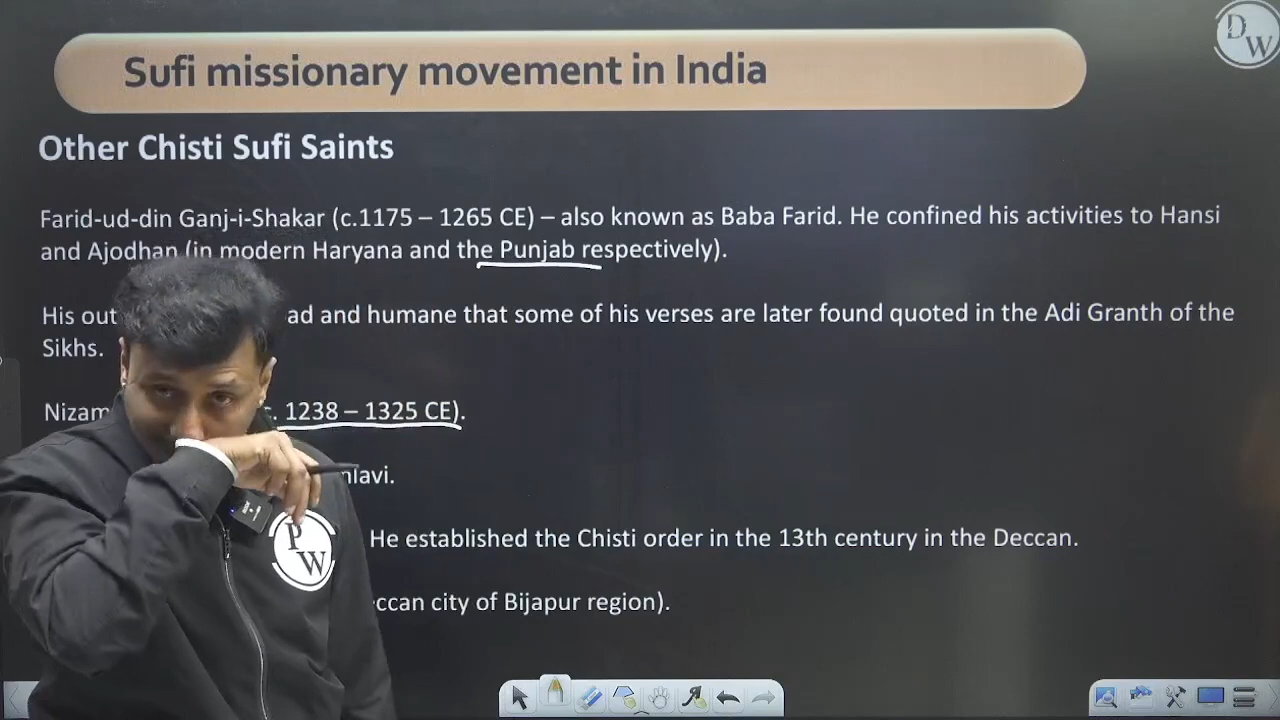 D
W
Sufi missionary movement in India
Other Chisti Sufi Saints
Farid-ud-din Ganj-i-Shakar (c.1175 – 1265 CE) – also known as Baba Farid. He confined his activities to Hansi
and Ajodhan (in modern Haryana and the Punjab respectively).
His out ad and humane that some of his verses are later found quoted in the Adi Granth of the
Sikhs.
Nizam c. 1238 – 1325 CE).
hlavi.
He established the Chisti order in the 13th century in the Deccan.
eccan city of Bijapur region).
P
W